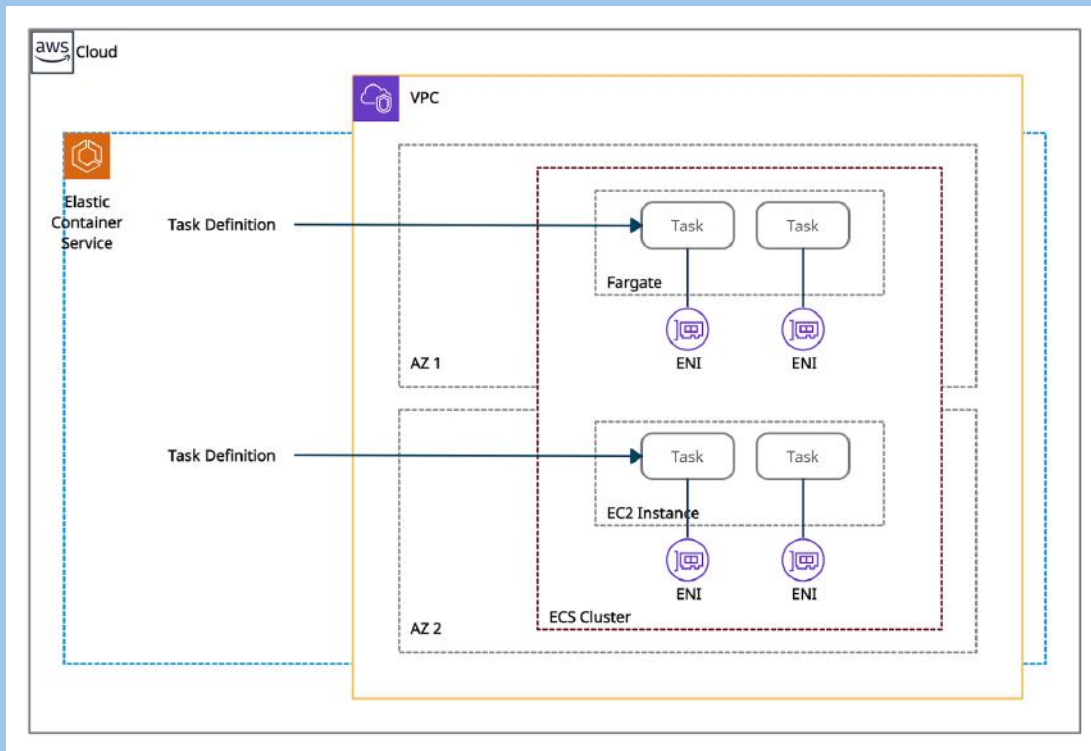 aws
Cloud
VPC
Elastic
Container
Service
Task Definition
Task
Task
Fargate
ENI
ENI
AZ 1
Task Definition
Task
Task
EC2 Instance
ENI
ENI
ECS Cluster
AZ 2